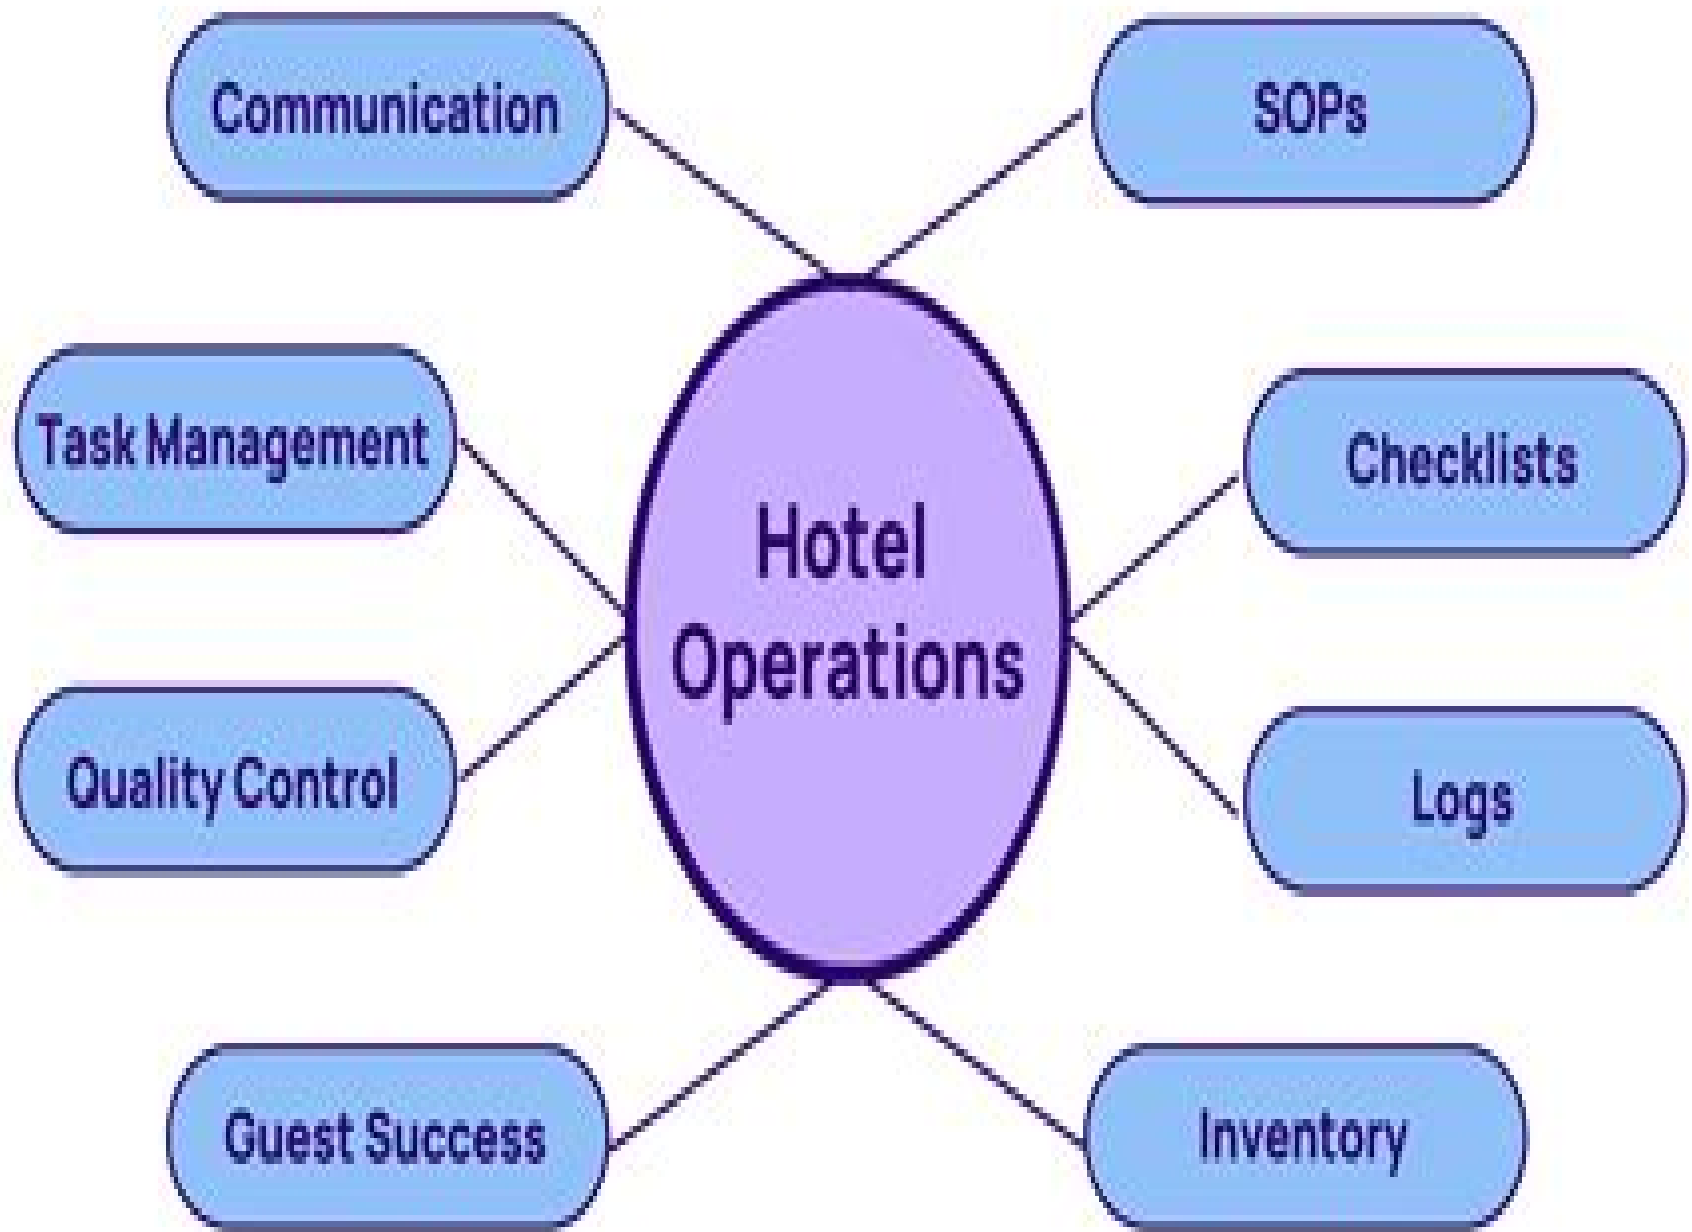 Communication
SOPs
Task Management
Checklists
Hotel
Operations
Quality Control
Logs
Guest Success
Inventory